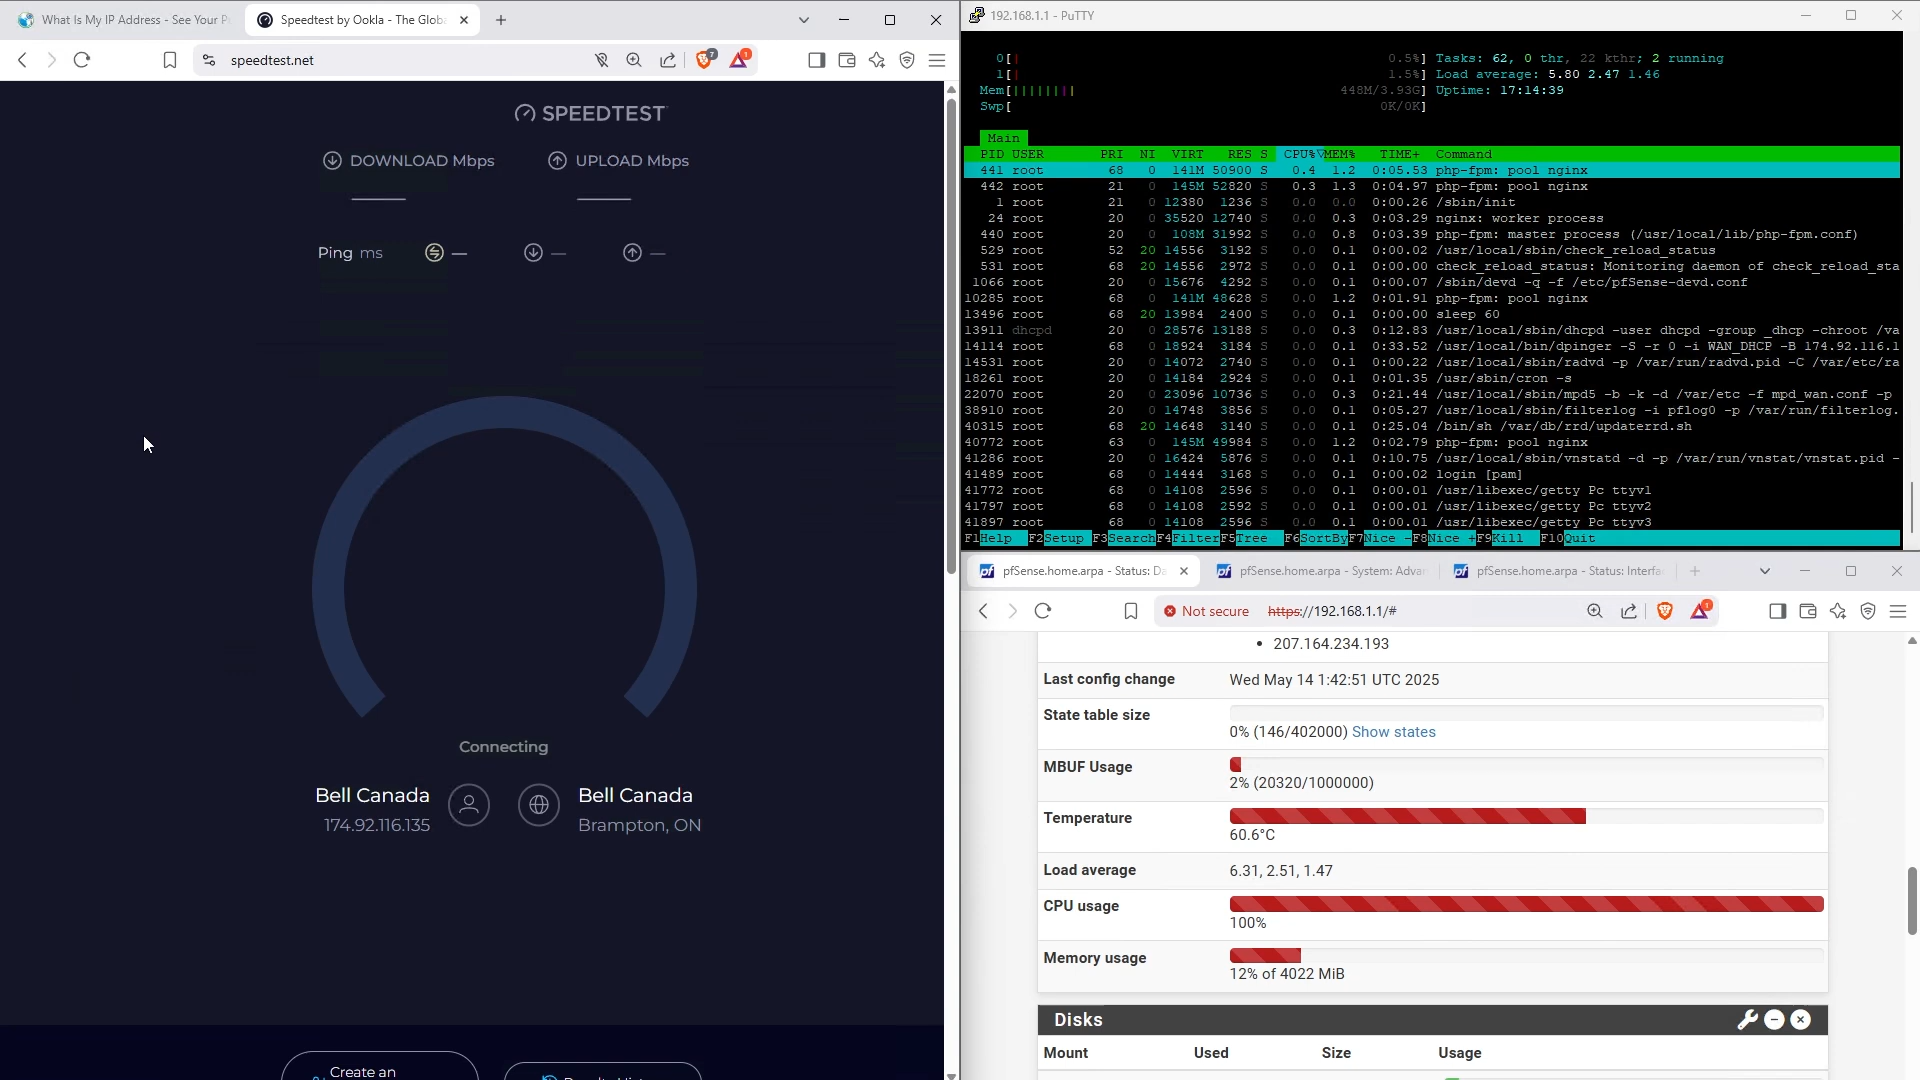 What Is My IP Address - See Your P
Speedtest by Ookla - The Globa
speedtest.net
7
1
SPEEDTEST
DOWNLOAD Mbps
UPLOAD Mbps
Ping ms
Connecting
Bell Canada
174.92.116.135
Bell Canada
Brampton, ON
Create an
192.168.1.1 - PuTTY
0[| 0.5%] Tasks: 62, 0 thr, 22 kthr; 2 running
1[| 1.5%] Load average: 5.80 2.47 1.46
Mem[|||||||| 448M/3.93G] Uptime: 17:14:39
Swp[ 0K/0K]
Main
PID USER PRI NI VIRT RES S CPU%▽MEM% TIME+ Command
441 root 68 0 141M 50900 S 0.4 1.2 0:05.53 php-fpm: pool nginx
442 root 21 0 145M 52820 S 0.3 1.3 0:04.97 php-fpm: pool nginx
1 root 21 0 12380 1236 S 0.0 0.0 0:00.26 /sbin/init
24 root 20 0 35520 12740 S 0.0 0.3 0:03.29 nginx: worker process
440 root 20 0 108M 31992 S 0.0 0.8 0:03.39 php-fpm: master process (/usr/local/lib/php-fpm.conf)
529 root 52 20 14556 3192 S 0.0 0.1 0:00.02 /usr/local/sbin/check_reload_status
531 root 68 20 14556 2972 S 0.0 0.1 0:00.00 check_reload_status: Monitoring daemon of check_reload_sta
1066 root 20 0 15676 4292 S 0.0 0.1 0:00.07 /sbin/devd -q -f /etc/pfSense-devd.conf
10285 root 68 0 141M 48628 S 0.0 1.2 0:01.91 php-fpm: pool nginx
13496 root 68 20 13984 2400 S 0.0 0.1 0:00.00 sleep 60
13911 dhcpd 20 0 28576 13188 S 0.0 0.3 0:12.83 /usr/local/sbin/dhcpd -user dhcpd -group _dhcp -chroot /va
14114 root 68 0 18924 3184 S 0.0 0.1 0:33.52 /usr/local/bin/dpinger -S -r 0 -i WAN_DHCP -B 174.92.116.1
14531 root 20 0 14072 2740 S 0.0 0.1 0:00.22 /usr/local/sbin/radvd -p /var/run/radvd.pid -C /var/etc/ra
18261 root 20 0 14184 2924 S 0.0 0.1 0:01.35 /usr/sbin/cron -s
22070 root 20 0 23096 10736 S 0.0 0.3 0:21.44 /usr/local/sbin/mpd5 -b -k -d /var/etc -f mpd_wan.conf -p
38910 root 20 0 14748 3856 S 0.0 0.1 0:05.27 /usr/local/sbin/filterlog -i pflog0 -p /var/run/filterlog.
40315 root 68 20 14648 3140 S 0.0 0.1 0:25.04 /bin/sh /var/db/rrd/updaterrd.sh
40772 root 63 0 145M 49984 S 0.0 1.2 0:02.79 php-fpm: pool nginx
41286 root 20 0 16424 5876 S 0.0 0.1 0:10.75 /usr/local/sbin/vnstatd -d -p /var/run/vnstat/vnstat.pid -
41489 root 68 0 14444 3168 S 0.0 0.1 0:00.02 login [pam]
41772 root 68 0 14108 2596 S 0.0 0.1 0:00.01 /usr/libexec/getty Pc ttyv1
41797 root 68 0 14108 2592 S 0.0 0.1 0:00.01 /usr/libexec/getty Pc ttyv2
41897 root 68 0 14108 2596 S 0.0 0.1 0:00.01 /usr/libexec/getty Pc ttyv3
F1Help F2Setup F3SearchF4FilterF5Tree F6SortByF7Nice -F8Nice +F9Kill F10Quit
pf pfSense.home.arpa - Status: Da
pf pfSense.home.arpa - System: Advan
pf pfSense.home.arpa - Status: Interfa
Not secure https://192.168.1.1/#
1
• 207.164.234.193
Last config change Wed May 14 1:42:51 UTC 2025
State table size
0% (146/402000) Show states
MBUF Usage
2% (20320/1000000)
Temperature
60.6°C
Load average 6.31, 2.51, 1.47
CPU usage
100%
Memory usage
12% of 4022 MiB
Disks
Mount Used Size Usage